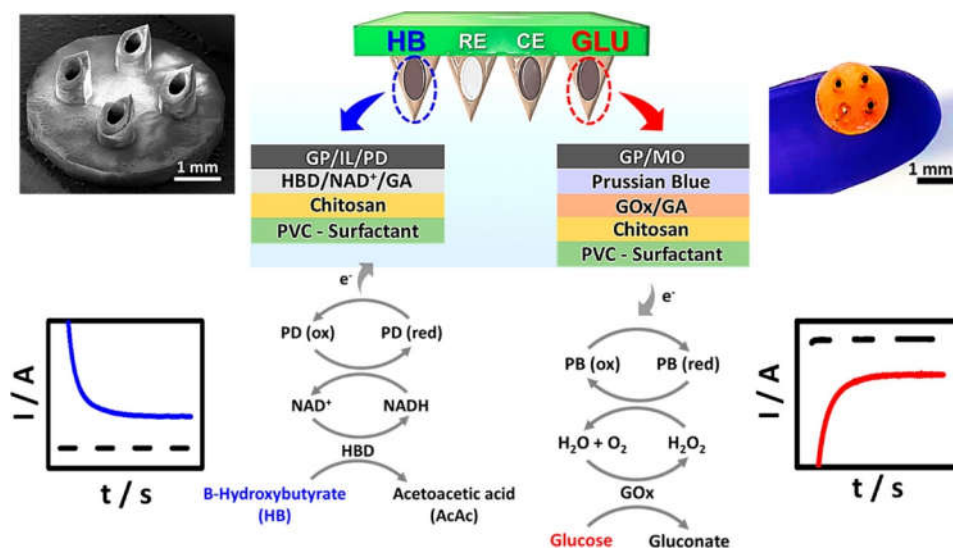 HB RE CE GLU
1 mm
1 mm
GP/IL/PD
HBD/NAD⁺/GA
Chitosan
PVC - Surfactant
GP/MO
Prussian Blue
GOx/GA
Chitosan
PVC - Surfactant
e⁻
PD (ox) PD (red)
NAD⁺ NADH
HBD
B-Hydroxybutyrate
(HB)
Acetoacetic acid
(AcAc)
e⁻
PB (ox) PB (red)
H₂O + O₂ H₂O₂
GOx
Glucose Gluconate
I / A
t / s
I / A
t / s